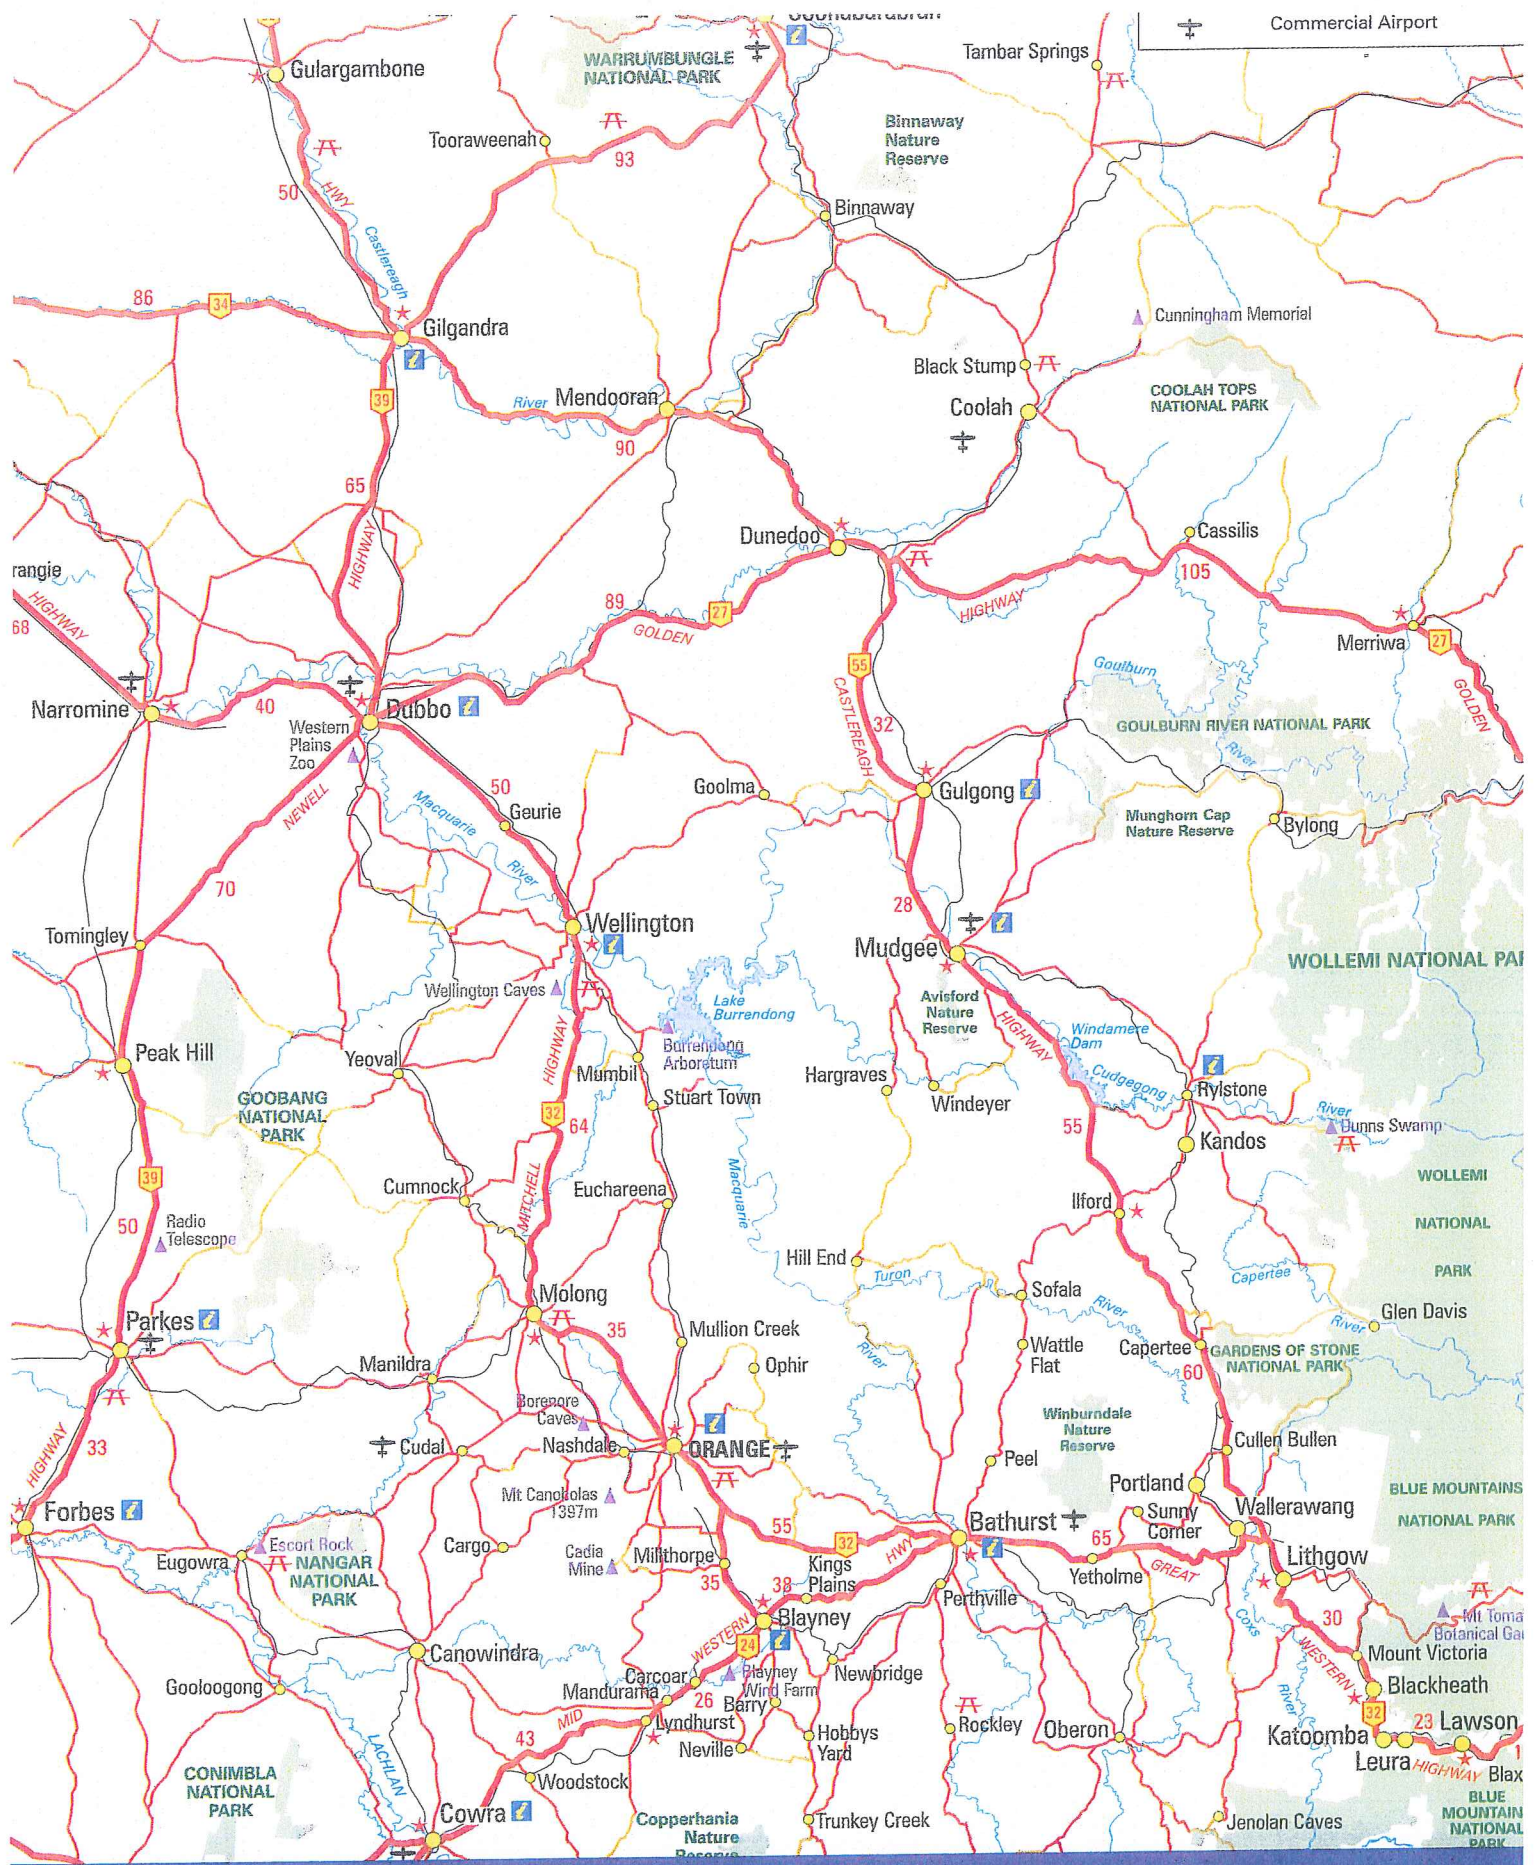 Commercial Airport
Tambar Springs
WARRUMBUNGLE
NATIONAL PARK
Gulargambone
Tooraweenah
93
Binnaway
Nature
Reserve
50
HWY
Castlereagh
Binnaway
86
34
Gilgandra
Cunningham Memorial
Black Stump
39
River
Mendooran
Coolah
COOLAH TOPS
NATIONAL PARK
90
65
HIGHWAY
Dunedoo
Cassilis
105
rangie
HIGHWAY
68
89
27
GOLDEN
HIGHWAY
Merriwa
27
GOLDEN
55
CASTLEREAGH
32
Goulburn
GOULBURN RIVER NATIONAL PARK
River
Narromine
40
Dubbo
Western
Plains
Zoo
50
Geurie
NEWELL
Macquarie
River
Goolma
Gulgong
Munghorn Cap
Nature Reserve
Bylong
70
28
Wellington
Tomingley
Mudgee
WOLLEMI NATIONAL PAR
Wellington Caves
Lake
Burrendong
Avisford
Nature
Reserve
HIGHWAY
Windamere
Dam
Burrendong
Arboretum
Peak Hill
Yeoval
HIGHWAY
Mumbil
Hargraves
Windeyer
Cudgegong
Rylstone
GOOBANG
NATIONAL
PARK
Stuart Town
32
64
55
River
Dunns Swamp
Kandos
39
WOLLEMI
NATIONAL
PARK
Cumnock
MITCHELL
Euchareena
Macquarie
Ilford
50
Radio
Telescope
Hill End
Turon
River
Capertee
Sofala
River
Glen Davis
Molong
Parkes
35
Mullion Creek
Wattle
Flat
Capertee
GARDENS OF STONE
NATIONAL PARK
60
River
Manildra
Ophir
Borenore
Caves
Winburndale
Nature
Reserve
HIGHWAY
33
Cudal
Nashdale
ORANGE
Cullen Bullen
Peel
Portland
BLUE MOUNTAINS
NATIONAL PARK
Mt Canobolas
1397m
Forbes
55
32
HWY
Bathurst
65
Sunny
Corner
Wallerawang
Escort Rock
Eugowra
NANGAR
NATIONAL
PARK
Cargo
Cadia
Mine
Millthorpe
Kings
Plains
Yetholme
GREAT
Lithgow
35
38
Perthville
Blayney
30
Mt Toma
Botanical Ga
WESTERN
24
Coxs
River
WESTERN
Mount Victoria
Canowindra
Newbridge
Carcoar
Blayney
Wind Farm
Blackheath
Gooloogong
Mandurama
26
Barry
32
MID
Lyndhurst
Neville
Hobbys
Yard
Rockley
Oberon
Katoomba
23
Lawson
Leura
HIGHWAY
Blax
43
LACHLAN
Woodstock
CONIMBLA
NATIONAL
PARK
Cowra
Copperhania
Nature
Reserve
Trunkey Creek
Jenolan Caves
BLUE
MOUNTAIN
NATIONAL
PARK